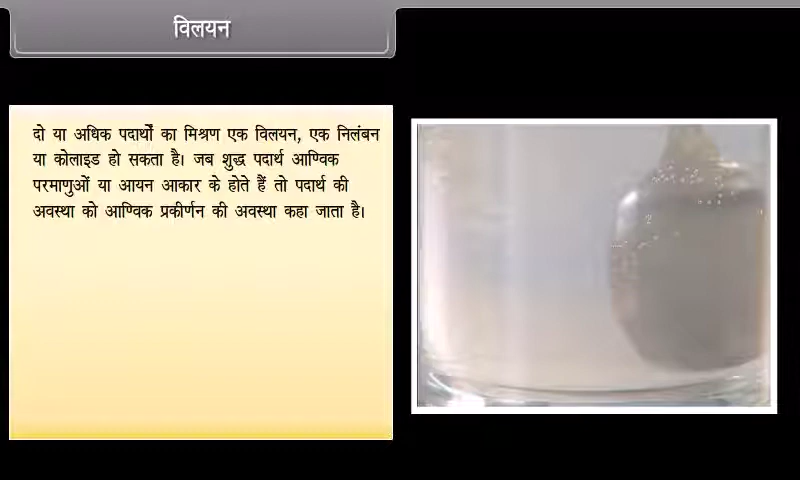 विलयन
दो या अधिक पदार्थों का मिश्रण एक विलयन, एक निलंबन
या कोलाइड हो सकता है। जब शुद्ध पदार्थ आण्विक
परमाणुओं या आयन आकार के होते हैं तो पदार्थ की
अवस्था को आण्विक प्रकीर्णन की अवस्था कहा जाता है।